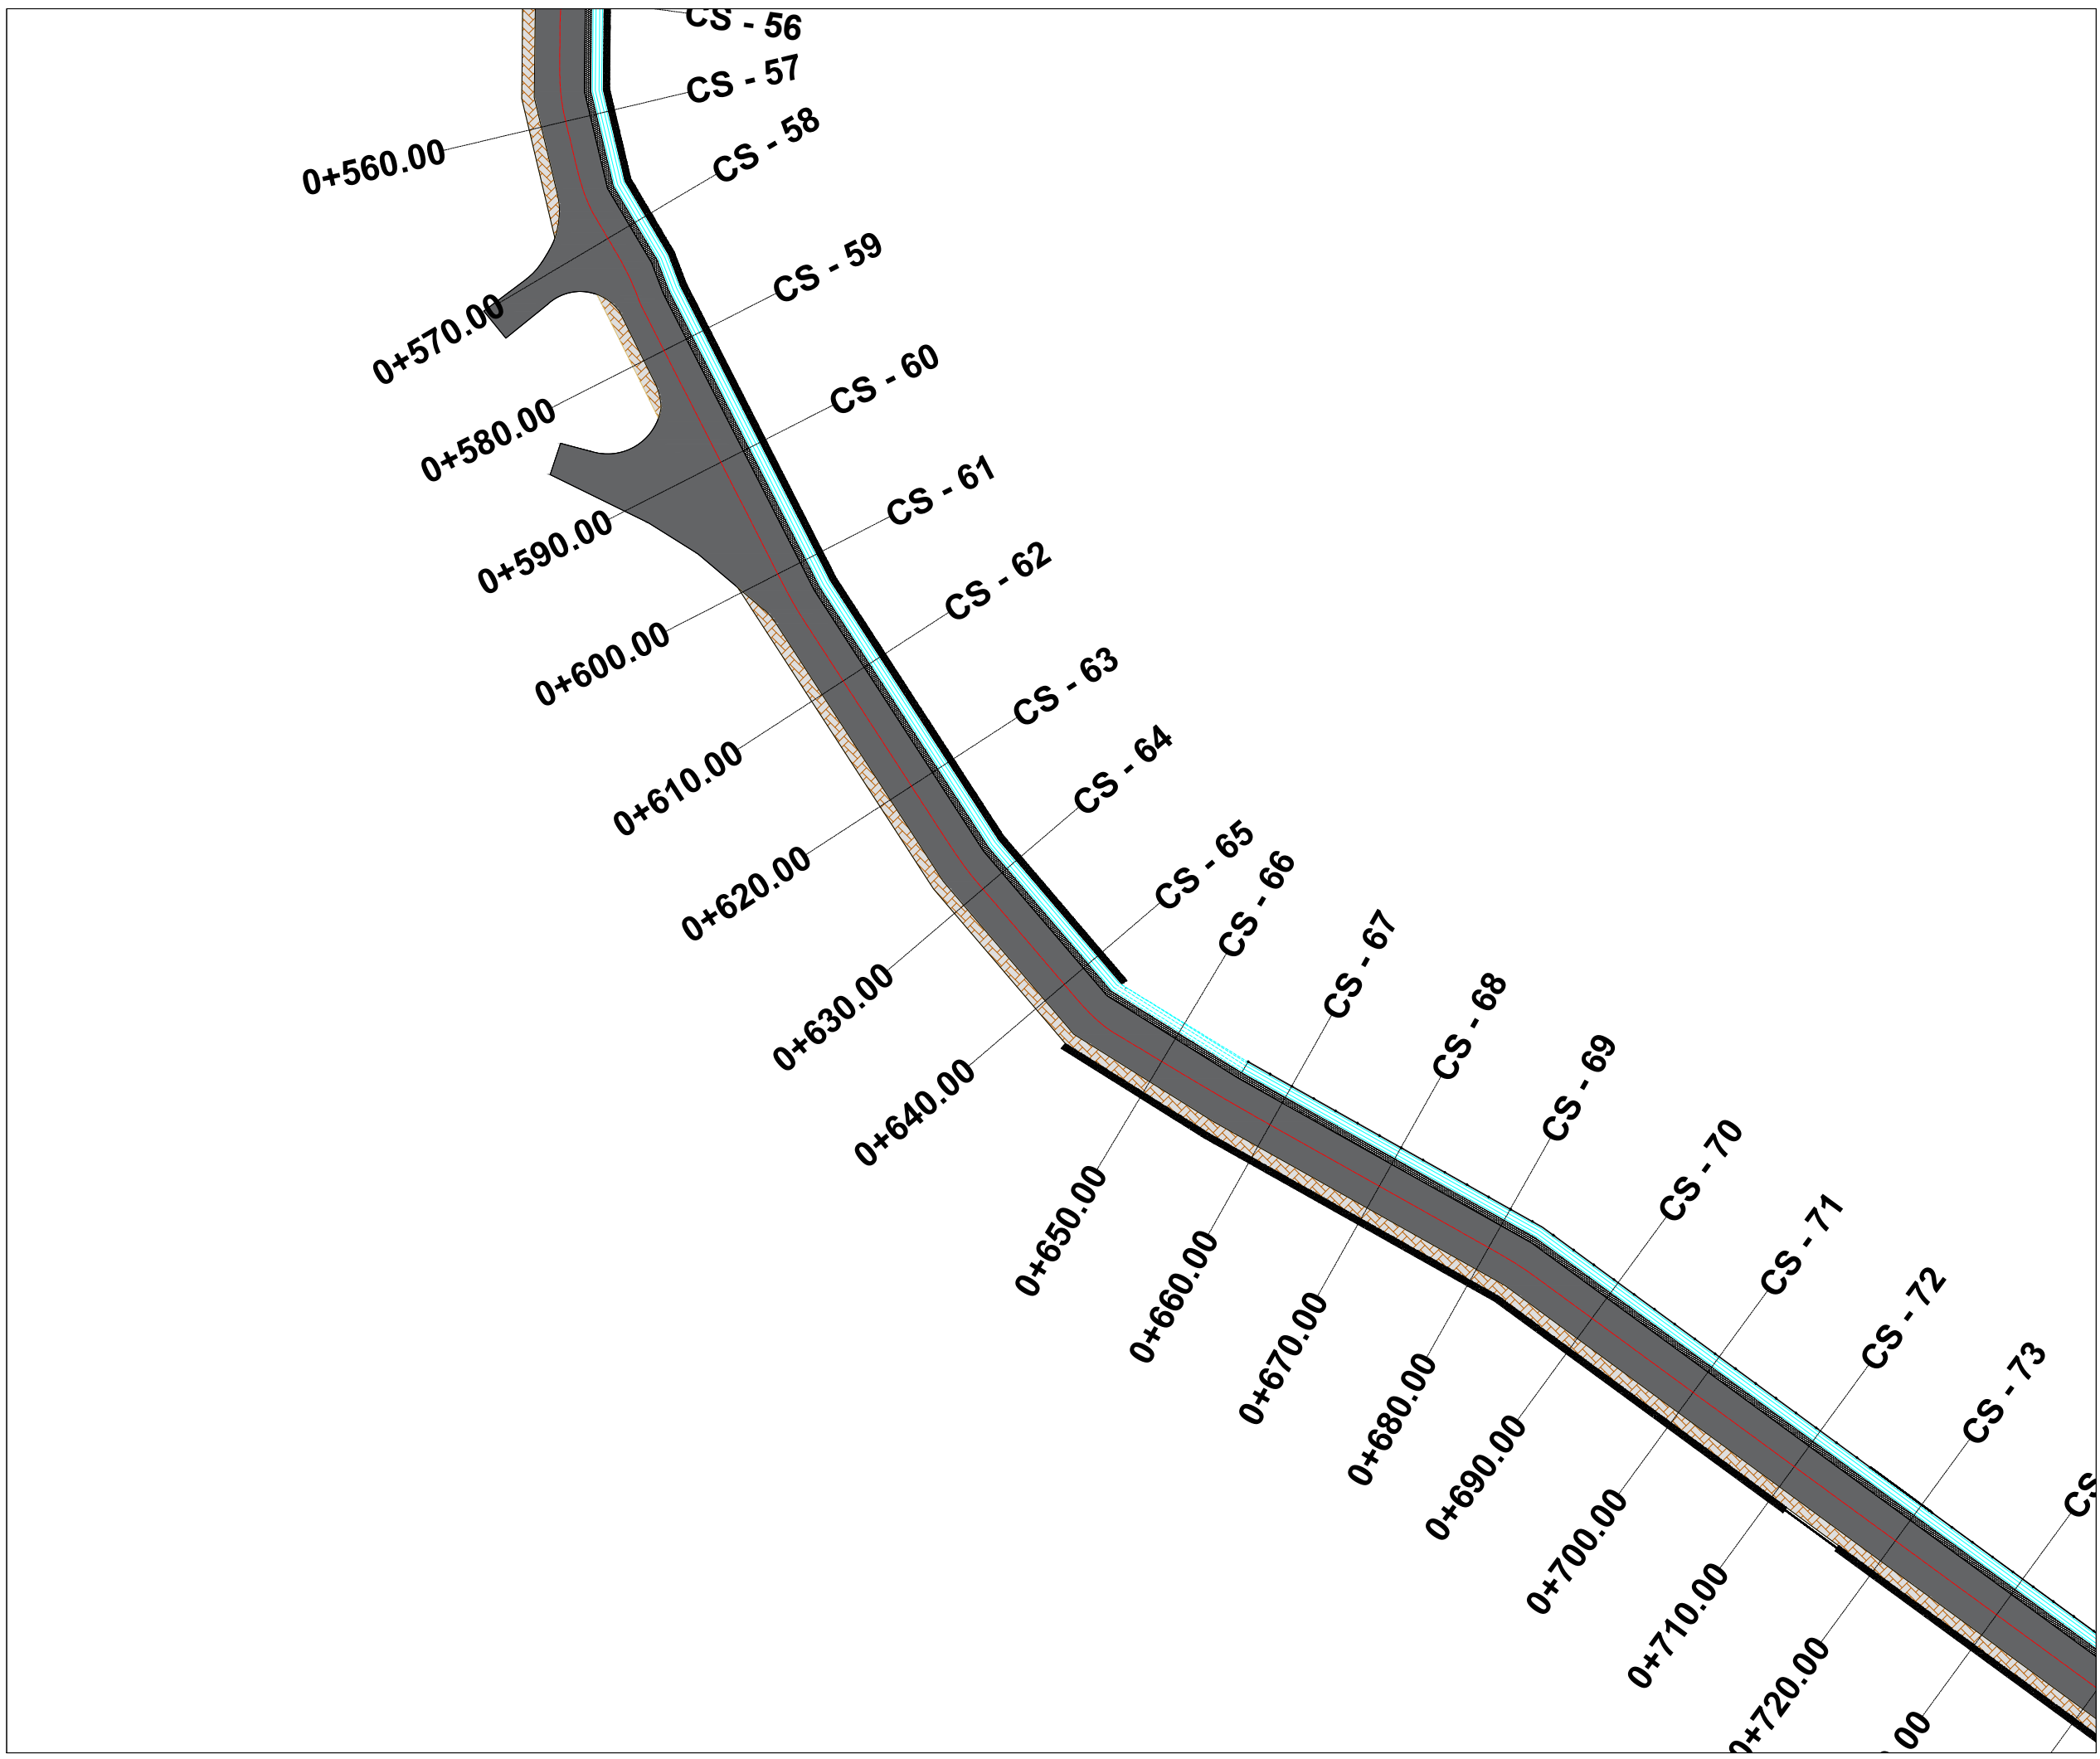 CS - 56
CS - 57
0+560.00
CS - 58
0+570.00
CS - 59
0+580.00
CS - 60
0+590.00
CS - 61
0+600.00
CS - 62
0+610.00
CS - 63
0+620.00
CS - 64
0+630.00
CS - 65
0+640.00
CS - 66
0+650.00
CS - 67
0+660.00
CS - 68
0+670.00
CS - 69
0+680.00
CS - 70
0+690.00
CS - 71
0+700.00
CS - 72
0+710.00
CS - 73
0+720.00
CS
00